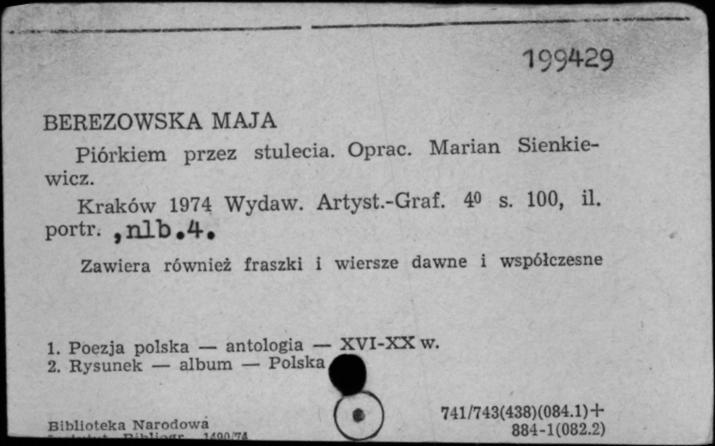 199429
BEREZOWSKA MAJA
Piórkiem przez stulecia. Oprac. Marian Sienkie-
wicz.
Kraków 1974 Wydaw. Artyst.-Graf. 4⁰ s. 100, il.
portr. ,nlb.4.
Zawiera również fraszki i wiersze dawne i współczesne
1. Poezja polska — antologia — XVI-XX w.
2. Rysunek — album — Polska
741/743(438)(084.1)+
Biblioteka Narodowa
884-1(082.2)
1490/74